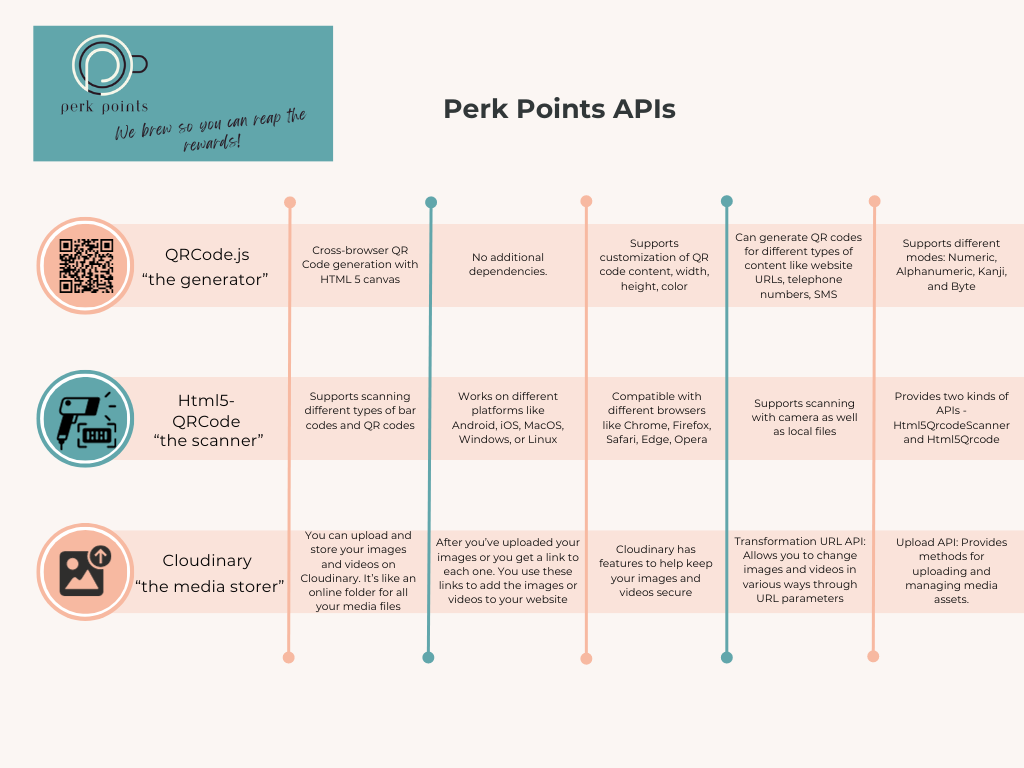 perk points
We brew so you can reap the
rewards!
Perk Points APIs
QRCode.js
“the generator”
Cross-browser QR
Code generation with
HTML 5 canvas
No additional
dependencies.
Supports
customization of QR
code content, width,
height, color
Can generate QR codes
for different types of
content like website
URLs, telephone
numbers, SMS
Supports different
modes: Numeric,
Alphanumeric, Kanji,
and Byte
Html5-
QRCode
“the scanner”
Supports scanning
different types of bar
codes and QR codes
Works on different
platforms like
Android, iOS, MacOS,
Windows, or Linux
Compatible with
different browsers
like Chrome, Firefox,
Safari, Edge, Opera
Supports scanning
with camera as well
as local files
Provides two kinds of
APIs -
Html5QrcodeScanner
and Html5Qrcode
Cloudinary
“the media storer”
You can upload and
store your images
and videos on
Cloudinary. It’s like an
online folder for all
your media files
After you’ve uploaded your
images or you get a link to
each one. You use these
links to add the images or
videos to your website
Cloudinary has
features to help keep
your images and
videos secure
Transformation URL API:
Allows you to change
images and videos in
various ways through
URL parameters
Upload API: Provides
methods for
uploading and
managing media
assets.